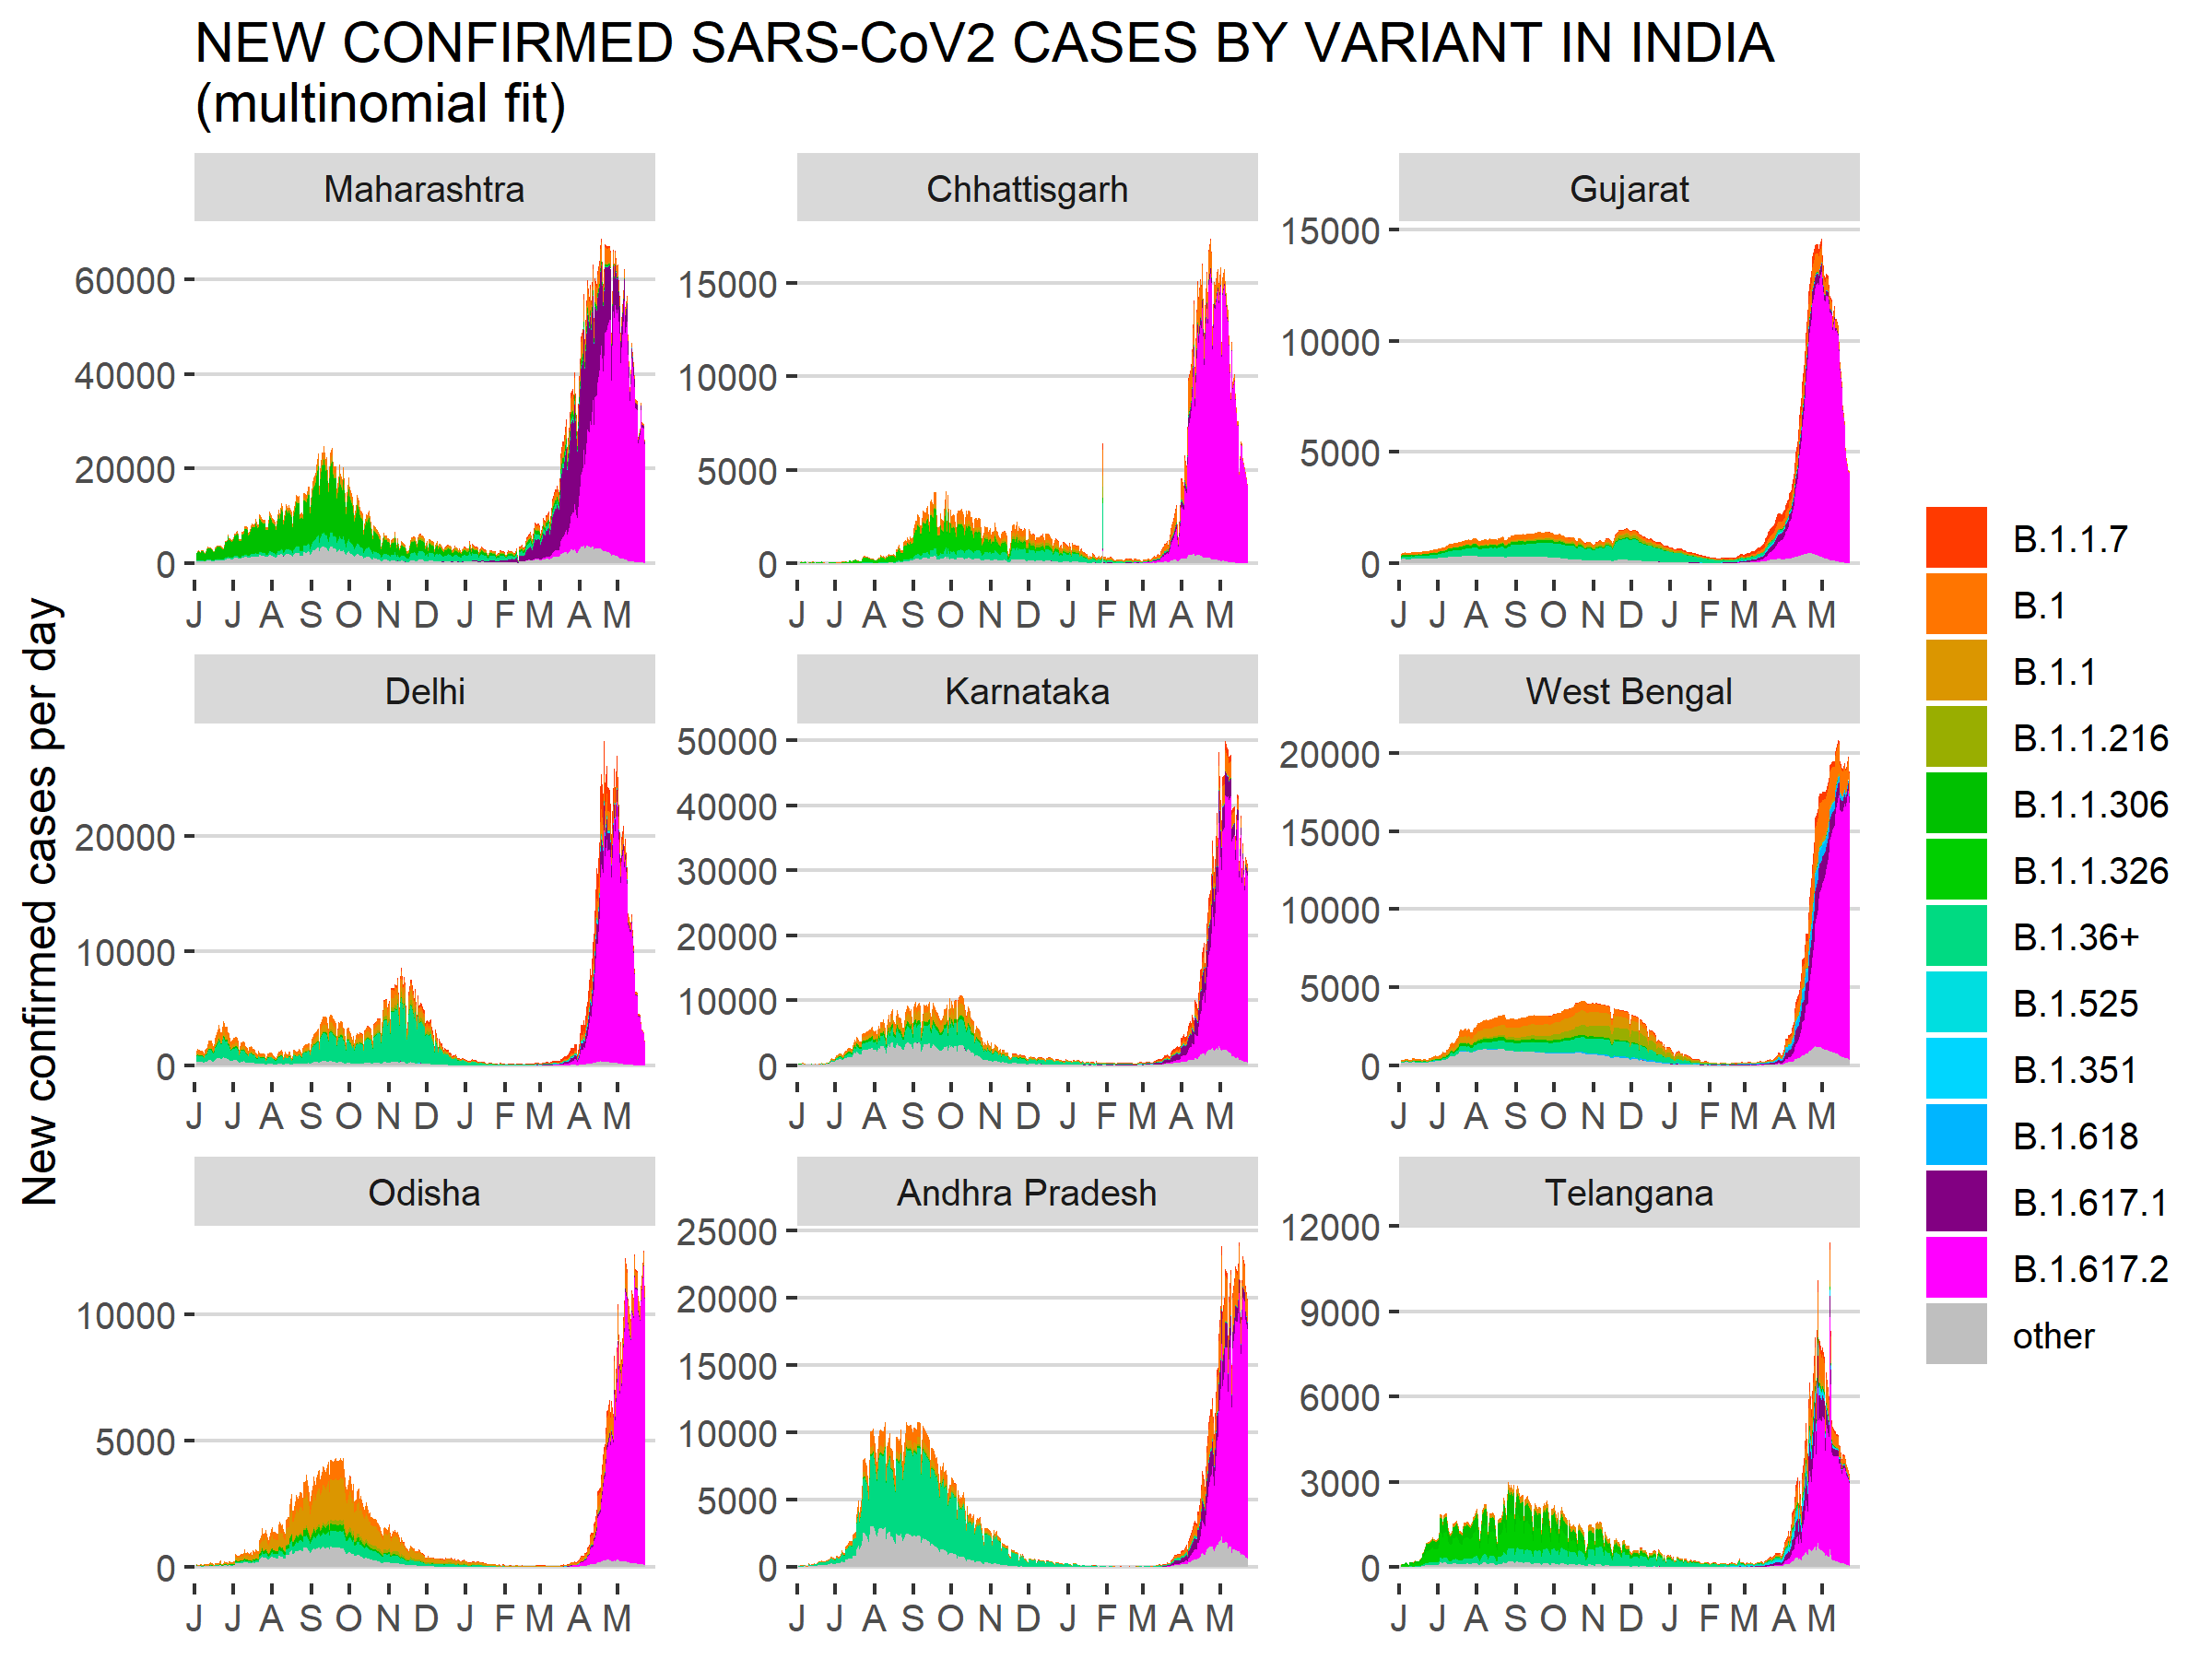 NEW CONFIRMED SARS-CoV2 CASES BY VARIANT IN INDIA
(multinomial fit)
New confirmed cases per day
Maharashtra
60000
40000
20000
0
J J A S O N D J F M A M
Chhattisgarh
15000
10000
5000
0
J J A S O N D J F M A M
Gujarat
15000
10000
5000
0
J J A S O N D J F M A M
Delhi
20000
10000
0
J J A S O N D J F M A M
Karnataka
50000
40000
30000
20000
10000
0
J J A S O N D J F M A M
West Bengal
20000
15000
10000
5000
0
J J A S O N D J F M A M
Odisha
10000
5000
0
J J A S O N D J F M A M
Andhra Pradesh
25000
20000
15000
10000
5000
0
J J A S O N D J F M A M
Telangana
12000
9000
6000
3000
0
J J A S O N D J F M A M
B.1.1.7
B.1
B.1.1
B.1.1.216
B.1.1.306
B.1.1.326
B.1.36+
B.1.525
B.1.351
B.1.618
B.1.617.1
B.1.617.2
other